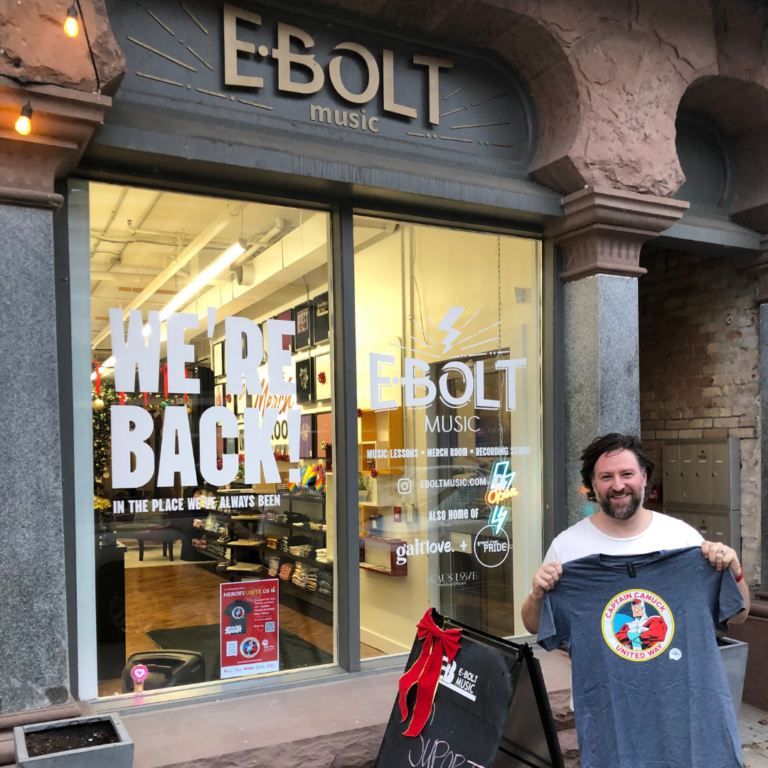 E·BOLT
music
WE'RE
BACK!
IN THE PLACE WE'VE ALWAYS BEEN
Merch
E·BOLT
MUSIC
MUSIC LESSONS • MERCH ROOM • RECORDING STUDIO
EBOLTMUSIC.COM
Open
ALSO HOME OF
galtlove. +
PRIDE
HEROES UNITE
E·BOLT
MUSIC
CAPTAIN CANUCK
UNITED WAY